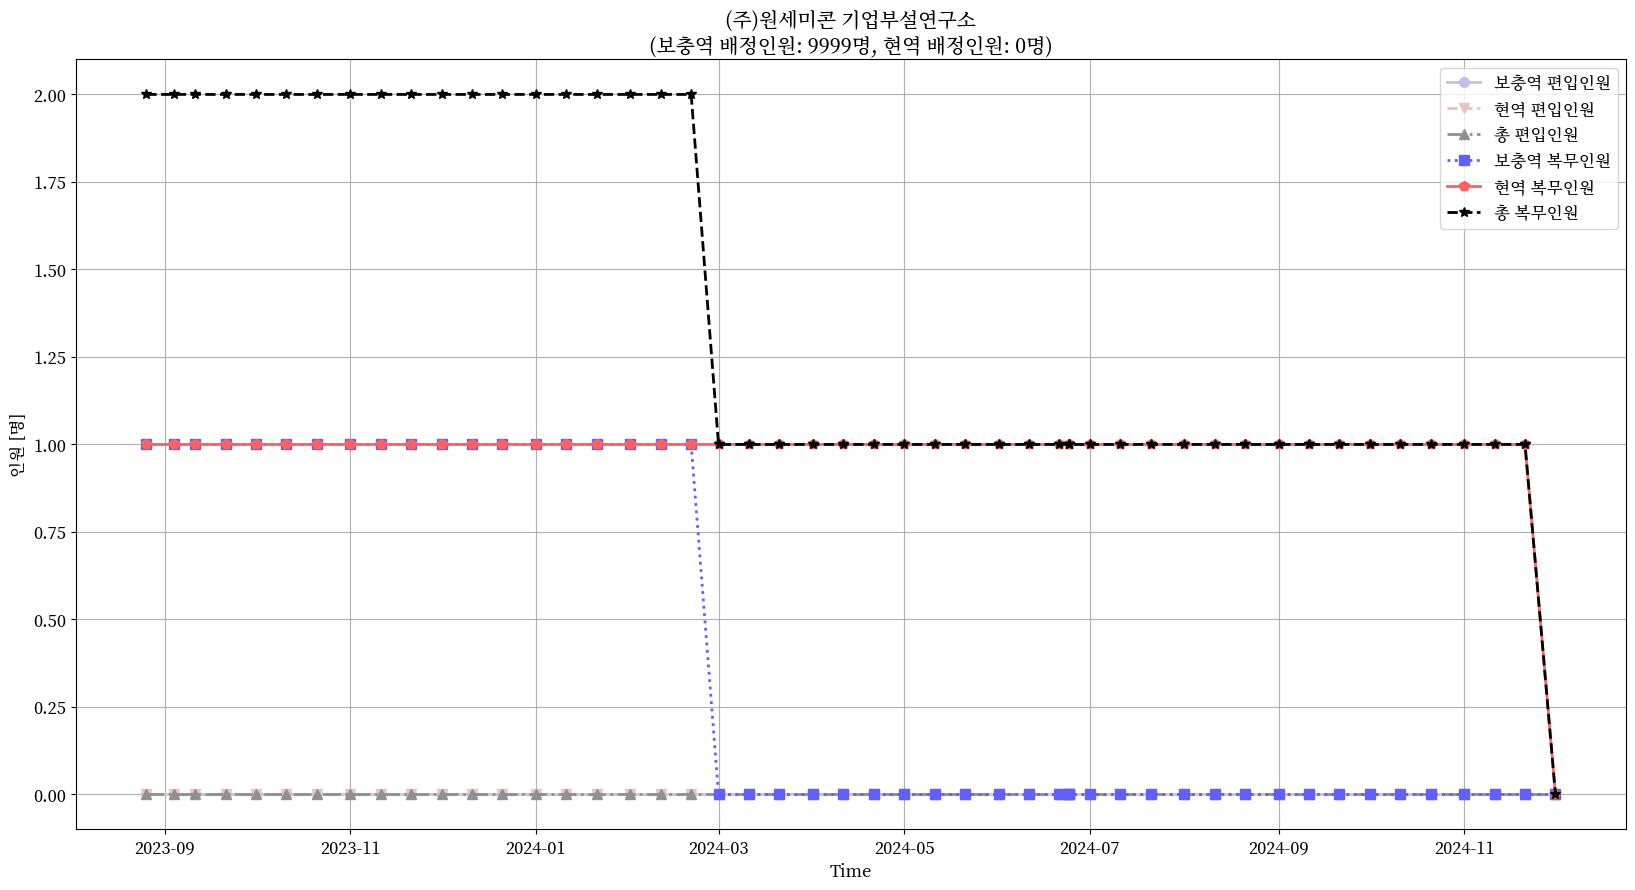 (주)원세미콘 기업부설연구소
(보충역 배정인원: 9999명, 현역 배정인원: 0명)
보충역 편입인원
현역 편입인원
총 편입인원
보충역 복무인원
현역 복무인원
총 복무인원
2.00
1.75
1.50
1.25
1.00
0.75
0.50
0.25
0.00
인원 [명]
2023-09
2023-11
2024-01
2024-03
2024-05
2024-07
2024-09
2024-11
Time